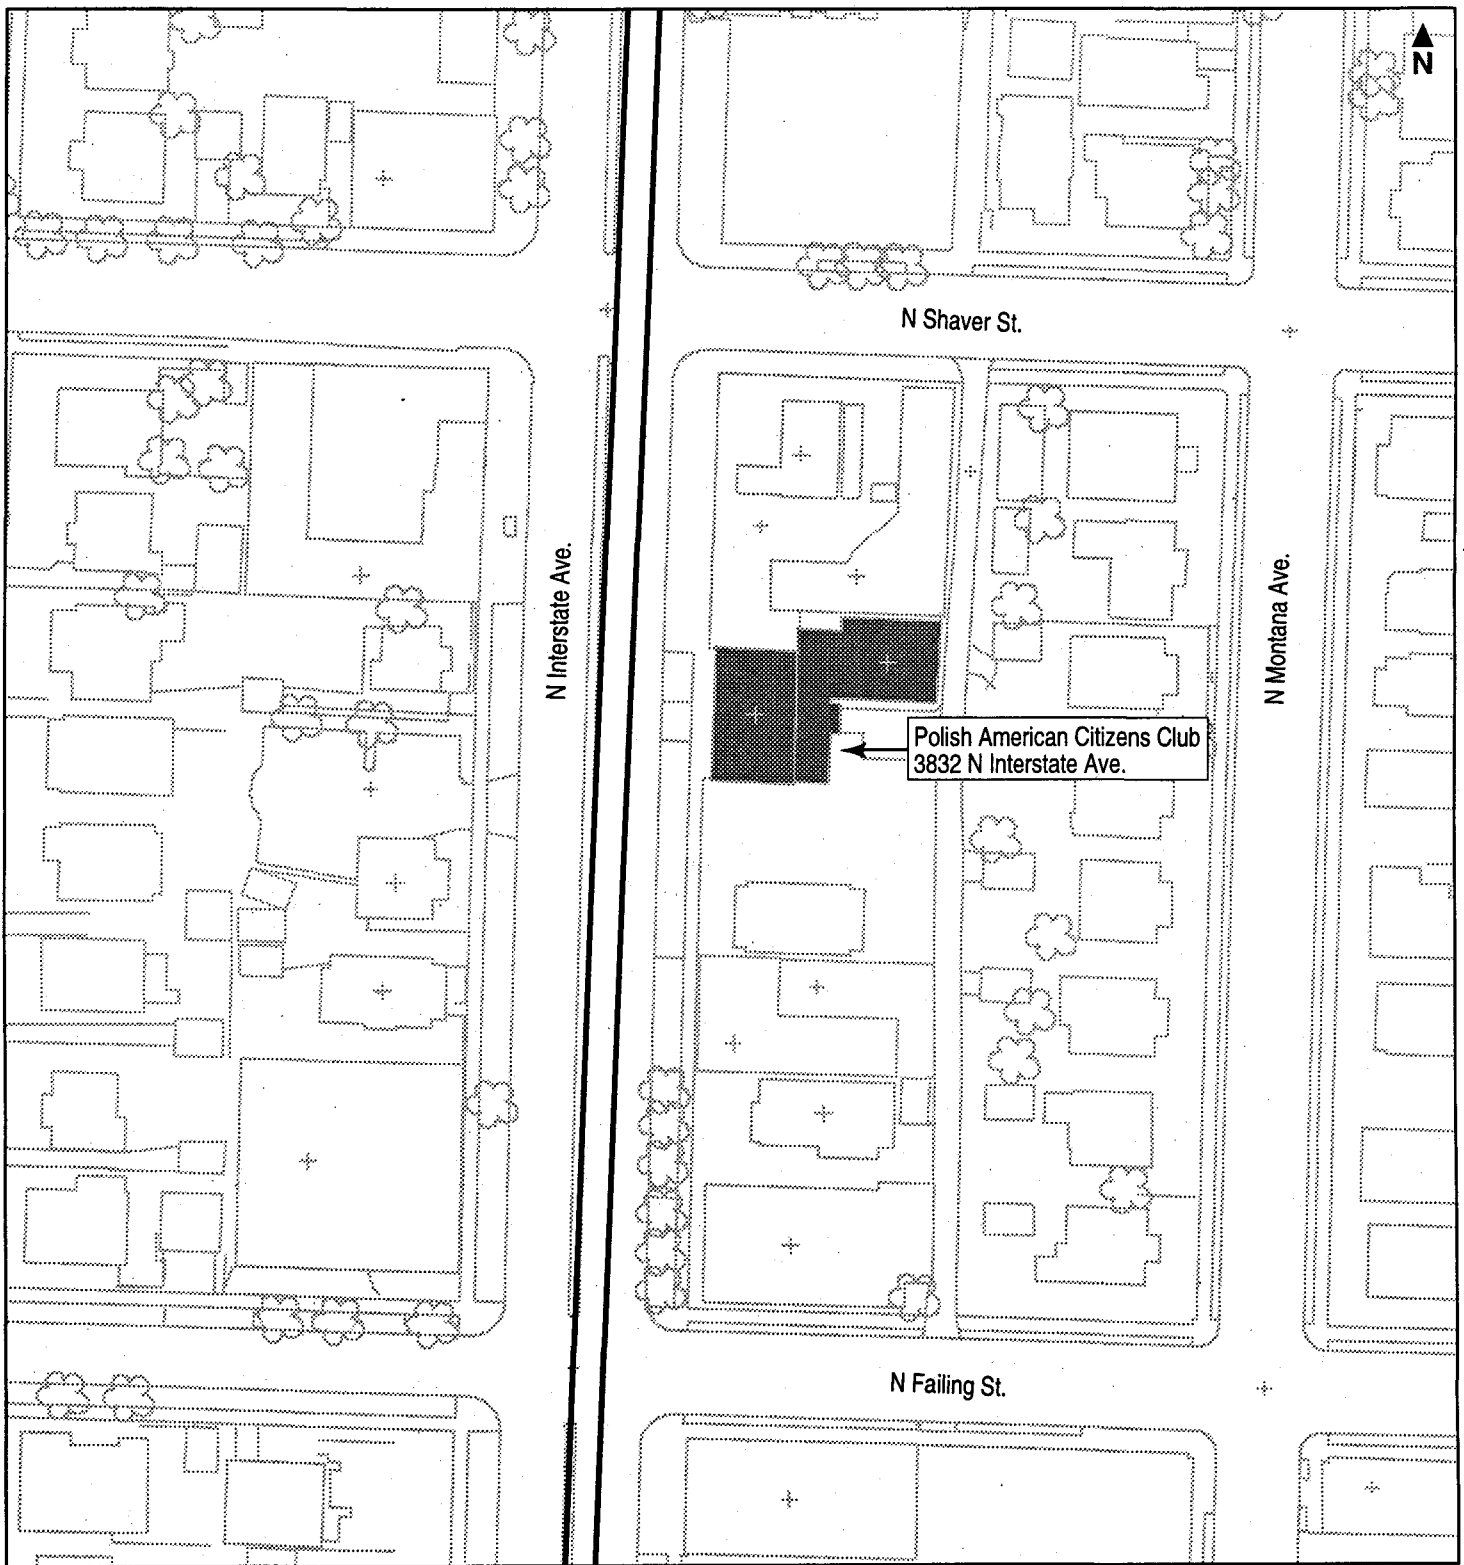 N
N Shaver St.
N Interstate Ave.
N Montana Ave.
Polish American Citizens Club
3832 N Interstate Ave.
N Failing St.